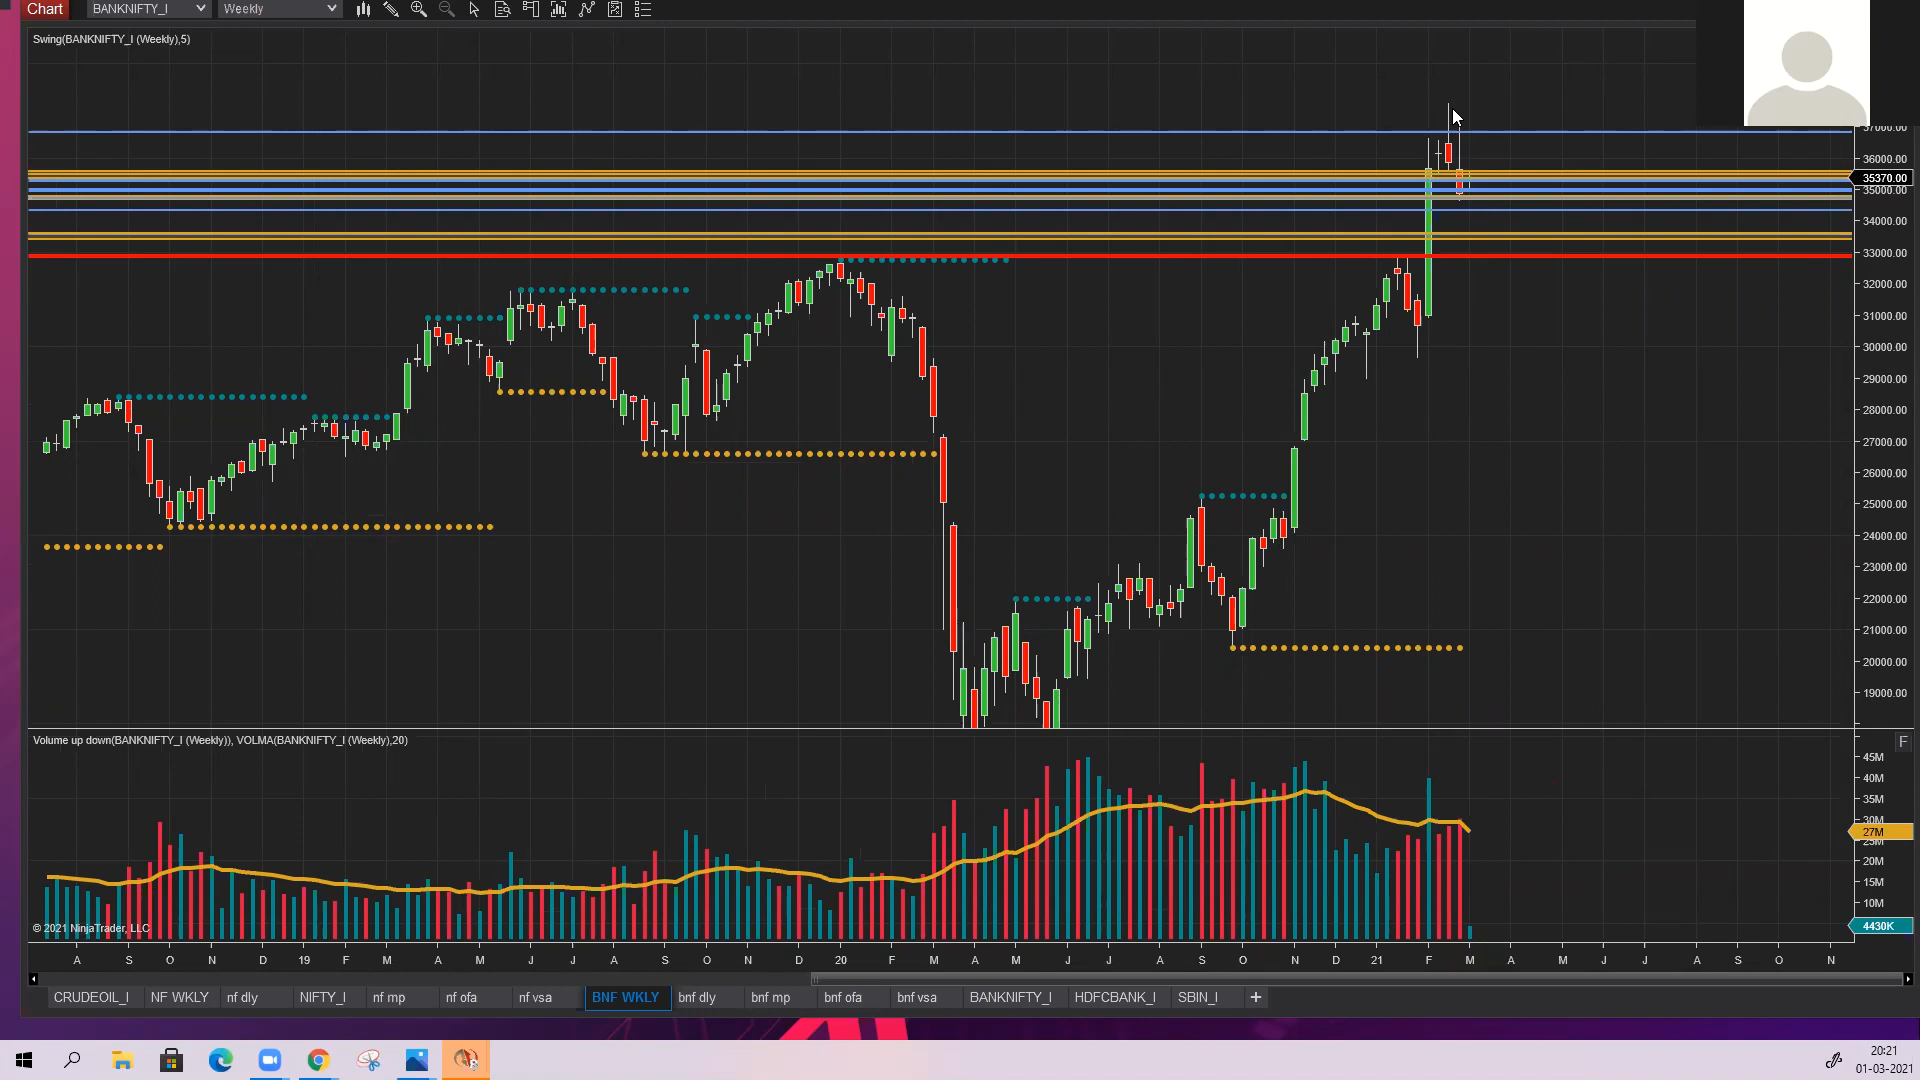 Chart BANKNIFTY_I Weekly
Swing(BANKNIFTY_I (Weekly),5)
37000.00
36000.00
35370.00
35000.00
34000.00
33000.00
32000.00
31000.00
30000.00
29000.00
28000.00
27000.00
26000.00
25000.00
24000.00
23000.00
22000.00
21000.00
20000.00
19000.00
Volume up down(BANKNIFTY_I (Weekly)), VOLMA(BANKNIFTY_I (Weekly),20)
F
45M
40M
35M
30M
27M
25M
20M
15M
10M
4430K
© 2021 NinjaTrader, LLC
A S O N D 19 F M A M J J A S O N D 20 F M A M J J A S O N D 21 F M A M J J A S O N
CRUDEOIL_I NF WKLY nf dly NIFTY_I nf mp nf ofa nf vsa BNF WKLY bnf dly bnf mp bnf ofa bnf vsa BANKNIFTY_I HDFCBANK_I SBIN_I +
20:21
01-03-2021